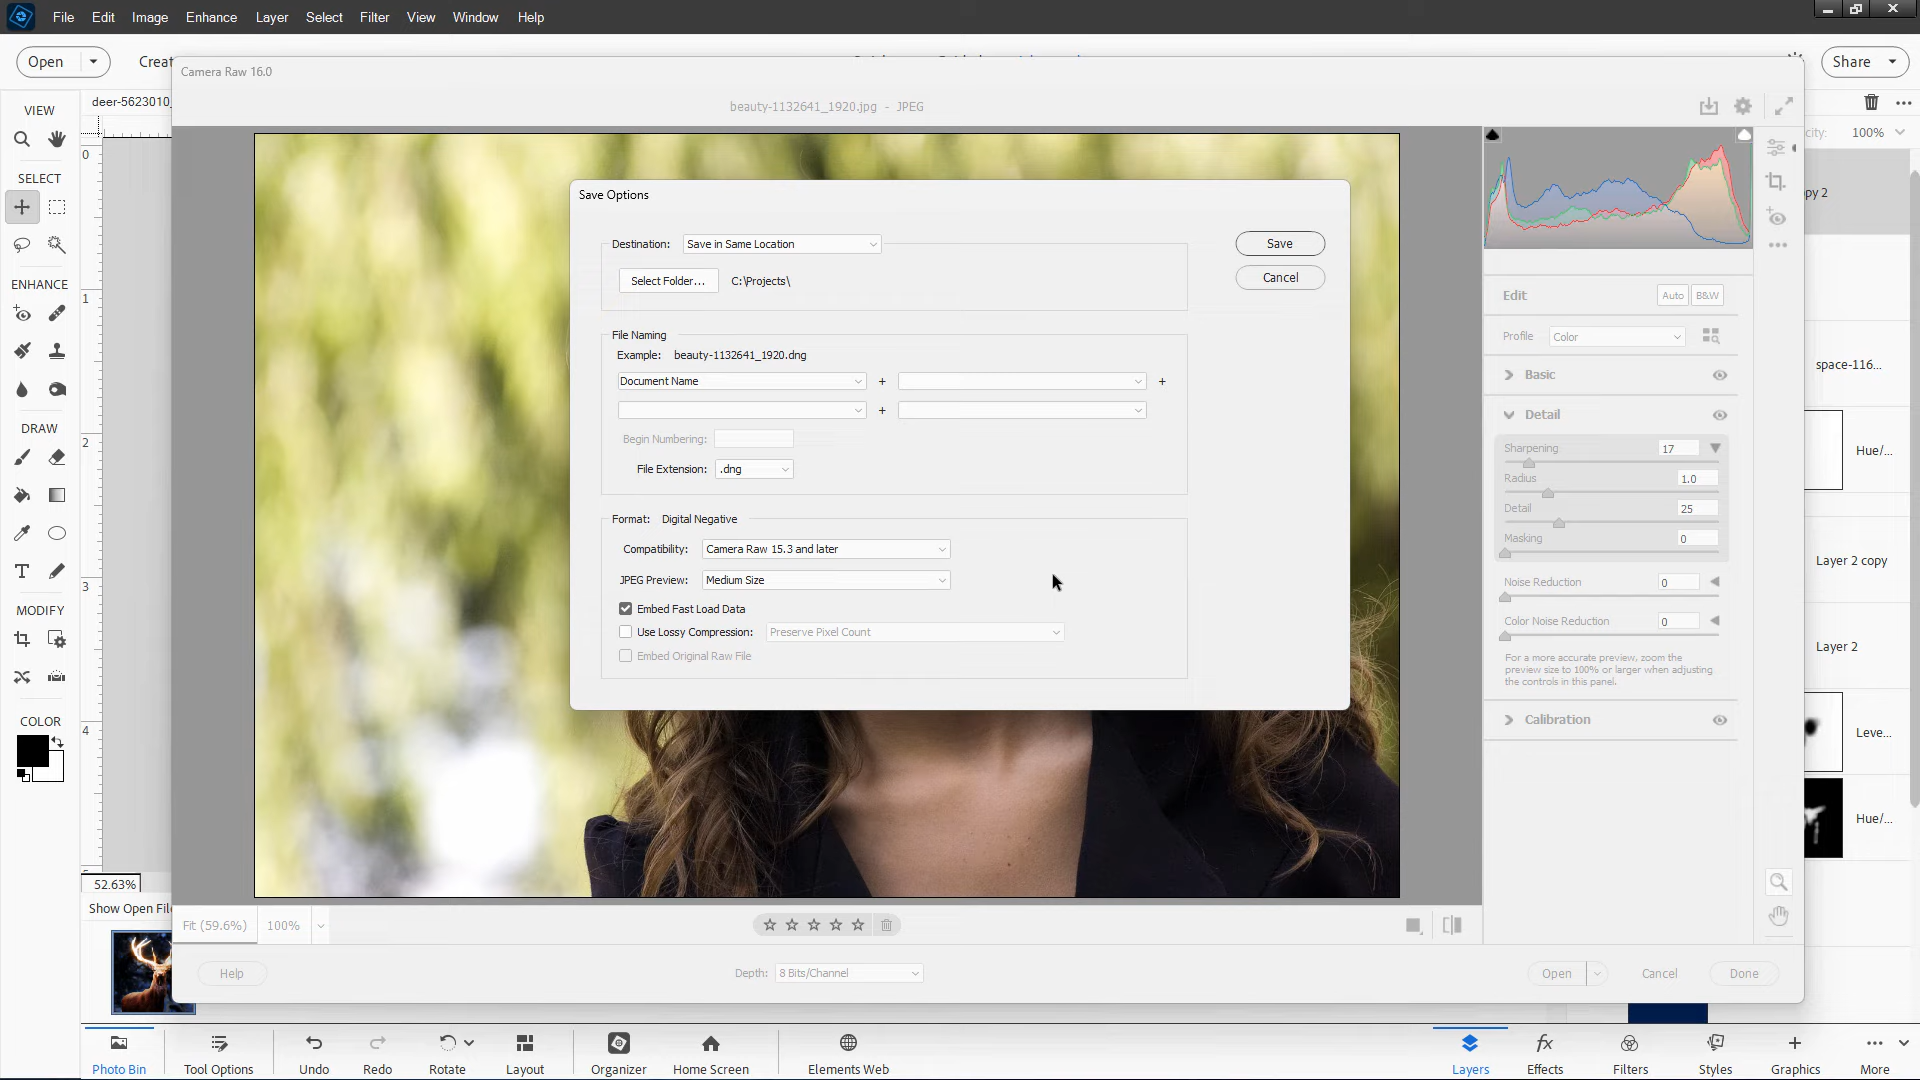 File Edit Image Enhance Layer Select Filter View Window Help
Open
Share
Camera Raw 16.0
deer-5623010_
beauty-1132641_1920.jpg - JPEG
100%
VIEW
SELECT
ENHANCE
DRAW
MODIFY
COLOR
0
1
2
3
4
Save Options
Destination: Save in Same Location
Save
Select Folder... C:\Projects\
Cancel
File Naming
Example: beauty-1132641_1920.dng
Document Name + +
+
Begin Numbering:
File Extension: .dng
Format: Digital Negative
Compatibility: Camera Raw 15.3 and later
JPEG Preview: Medium Size
Embed Fast Load Data
Use Lossy Compression: Preserve Pixel Count
Embed Original Raw File
Edit Auto B&W
Profile Color
Basic
Detail
Sharpening 17
Radius 1.0
Detail 25
Masking 0
Noise Reduction 0
Color Noise Reduction 0
For a more accurate preview, zoom the
preview size to 100% or larger when adjusting
the controls in this panel.
Calibration
space-116...
Hue/...
Layer 2 copy
Layer 2
Leve...
Hue/...
52.63%
Show Open Fil
Fit (59.6%) 100%
Help
Depth: 8 Bits/Channel
Open Cancel Done
Photo Bin Tool Options Undo Redo Rotate Layout Organizer Home Screen Elements Web Layers Effects Filters Styles Graphics More